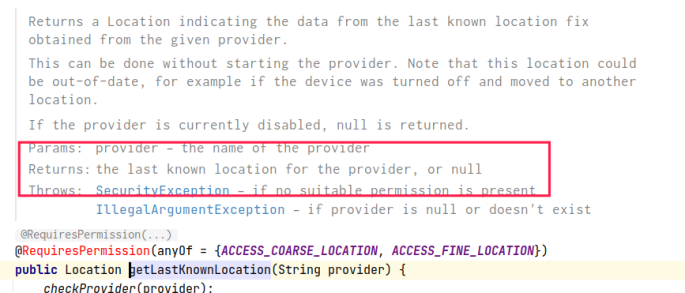 Returns a Location indicating the data from the last known location fix
obtained from the given provider.
This can be done without starting the provider. Note that this location could
be out-of-date, for example if the device was turned off and moved to another
location.
If the provider is currently disabled, null is returned.
Params: provider – the name of the provider
Returns: the last known location for the provider, or null
Throws: SecurityException – if no suitable permission is present
IllegalArgumentException – if provider is null or doesn't exist
@RequiresPermission(...)
@RequiresPermission(anyOf = {ACCESS_COARSE_LOCATION, ACCESS_FINE_LOCATION})
public Location getLastKnownLocation(String provider) {
checkProvider(provider);